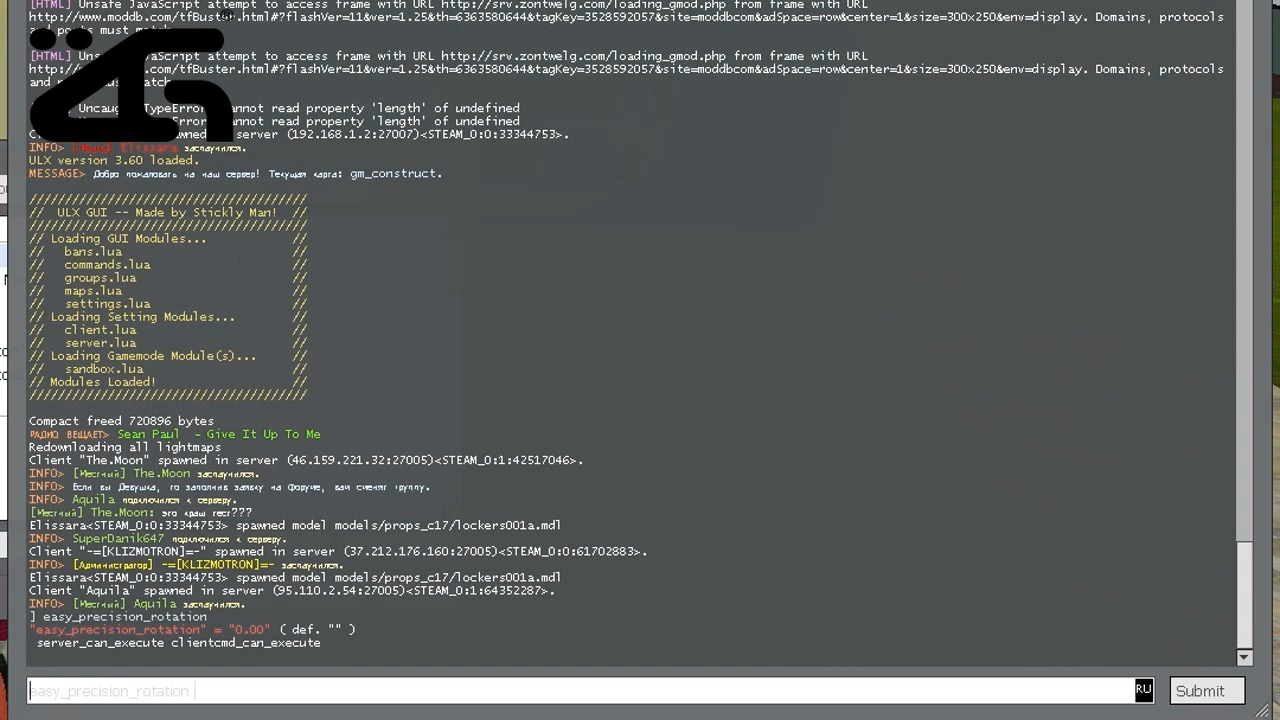 [HTML] Unsafe JavaScript attempt to access frame with URL http://srv.zontwelg.com/loading_gmod.php from frame with URL
http://www.moddb.com/tfBuster.html#?flashVer=11&ver=1.25&th=6363580644&tagKey=3528592057&site=moddbcom&adSpace=row&center=1&size=300x250&env=display. Domains, protocols
must
[HTML] attempt to access frame with URL http://srv.zontwelg.com/loading_gmod.php from frame with URL
moddb.com/tfBuster.html#?flashVer=11&ver=1.25&th=6363580644&tagKey=3528592057&site=moddbcom&adSpace=row&center=1&size=300x250&env=display. Domains, protocols
and
TypeError cannot read property 'length' of undefined
cannot read property 'length' of undefined
server (192.168.1.2:27007)<STEAM_0:0:33344753>.
INFO> Elissara заспаунился.
ULX version 3.60 loaded.
MESSAGE> Добро пожаловать на наш сервер! Текущая карта: gm_construct.
///////////////////////////////////////
// ULX GUI -- Made by Stickly Man! //
///////////////////////////////////////
// Loading GUI Modules... //
// bans.lua //
// commands.lua //
// groups.lua //
// maps.lua //
// settings.lua //
// Loading Setting Modules... //
// client.lua //
// server.lua //
// Loading Gamemode Module(s)... //
// sandbox.lua //
// Modules Loaded! //
///////////////////////////////////////
Compact freed 720896 bytes
РАДИО ВЕЩАЕТ> Sean Paul - Give It Up To Me
Redownloading all lightmaps
Client "The.Moon" spawned in server (46.159.221.32:27005)<STEAM_0:1:42517046>.
INFO> [Местный] The.Moon заспаунился.
INFO> Если вы Девушка, то заполние заявку на Форуме, вам сменят группу.
INFO> Aquila подключился к серверу.
[Местный] The.Moon: это краш тест???
Elissara<STEAM_0:0:33344753> spawned model models/props_c17/lockers001a.mdl
INFO> SuperDanik647 подключился к серверу.
Client "-=[KLIZMOTRON]=-" spawned in server (37.212.176.160:27005)<STEAM_0:0:61702883>.
INFO> [Администратор] -=[KLIZMOTRON]=- заспаунился.
Elissara<STEAM_0:0:33344753> spawned model models/props_c17/lockers001a.mdl
Client "Aquila" spawned in server (95.110.2.54:27005)<STEAM_0:1:64352287>.
INFO> [Местный] Aquila заспаунился.
] easy_precision_rotation
"easy_precision_rotation" = "0.00" ( def. "" )
server_can_execute clientcmd_can_execute
easy_precision_rotation
RU
Submit